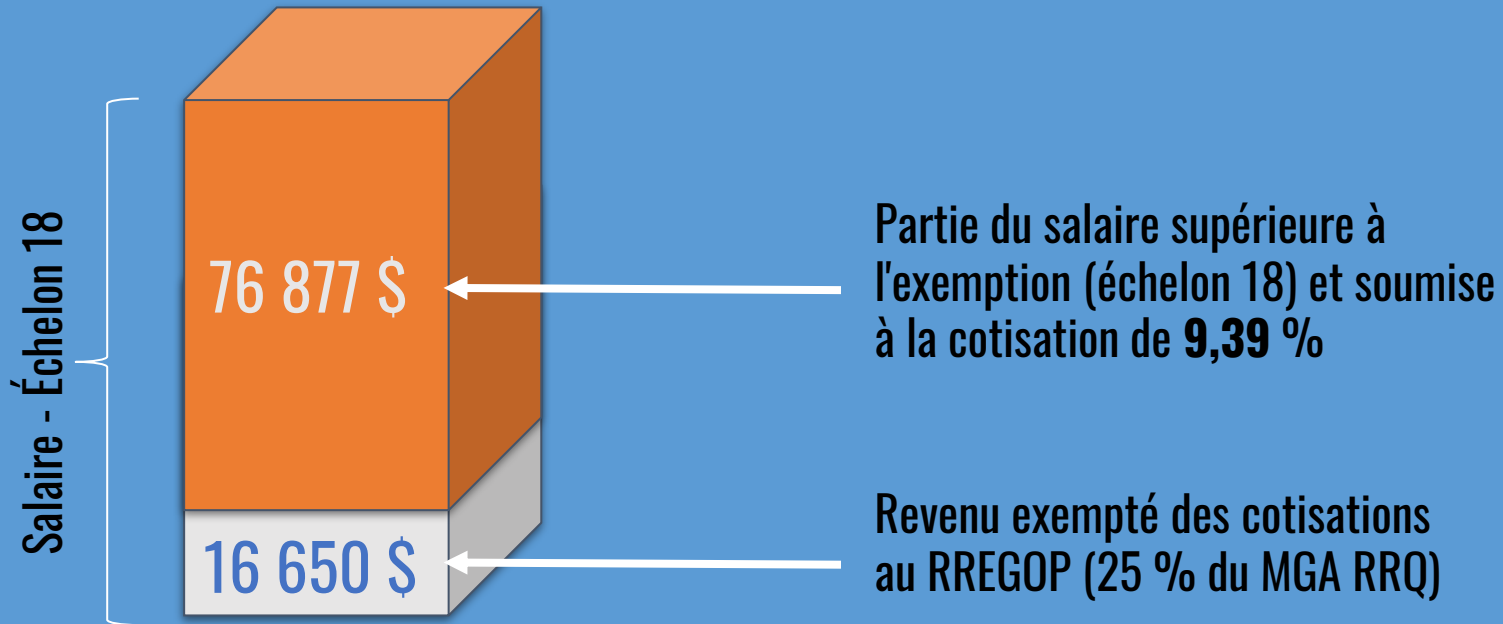 Salaire - Échelon 18
76 877 $
Partie du salaire supérieure à
l'exemption (échelon 18) et soumise
à la cotisation de 9,39 %
16 650 $
Revenu exempté des cotisations
au RREGOP (25 % du MGA RRQ)